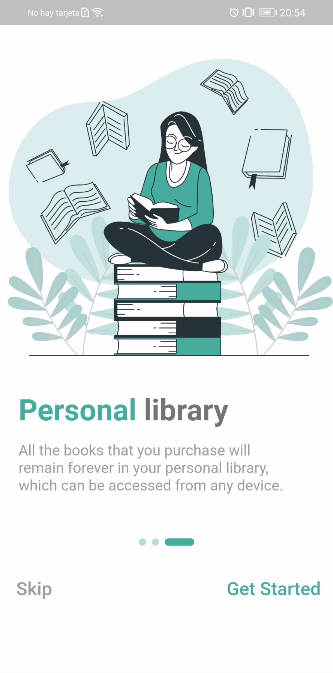 No hay tarjeta
20:54
Personal library
All the books that you purchase will
remain forever in your personal library,
which can be accessed from any device.
Skip
Get Started